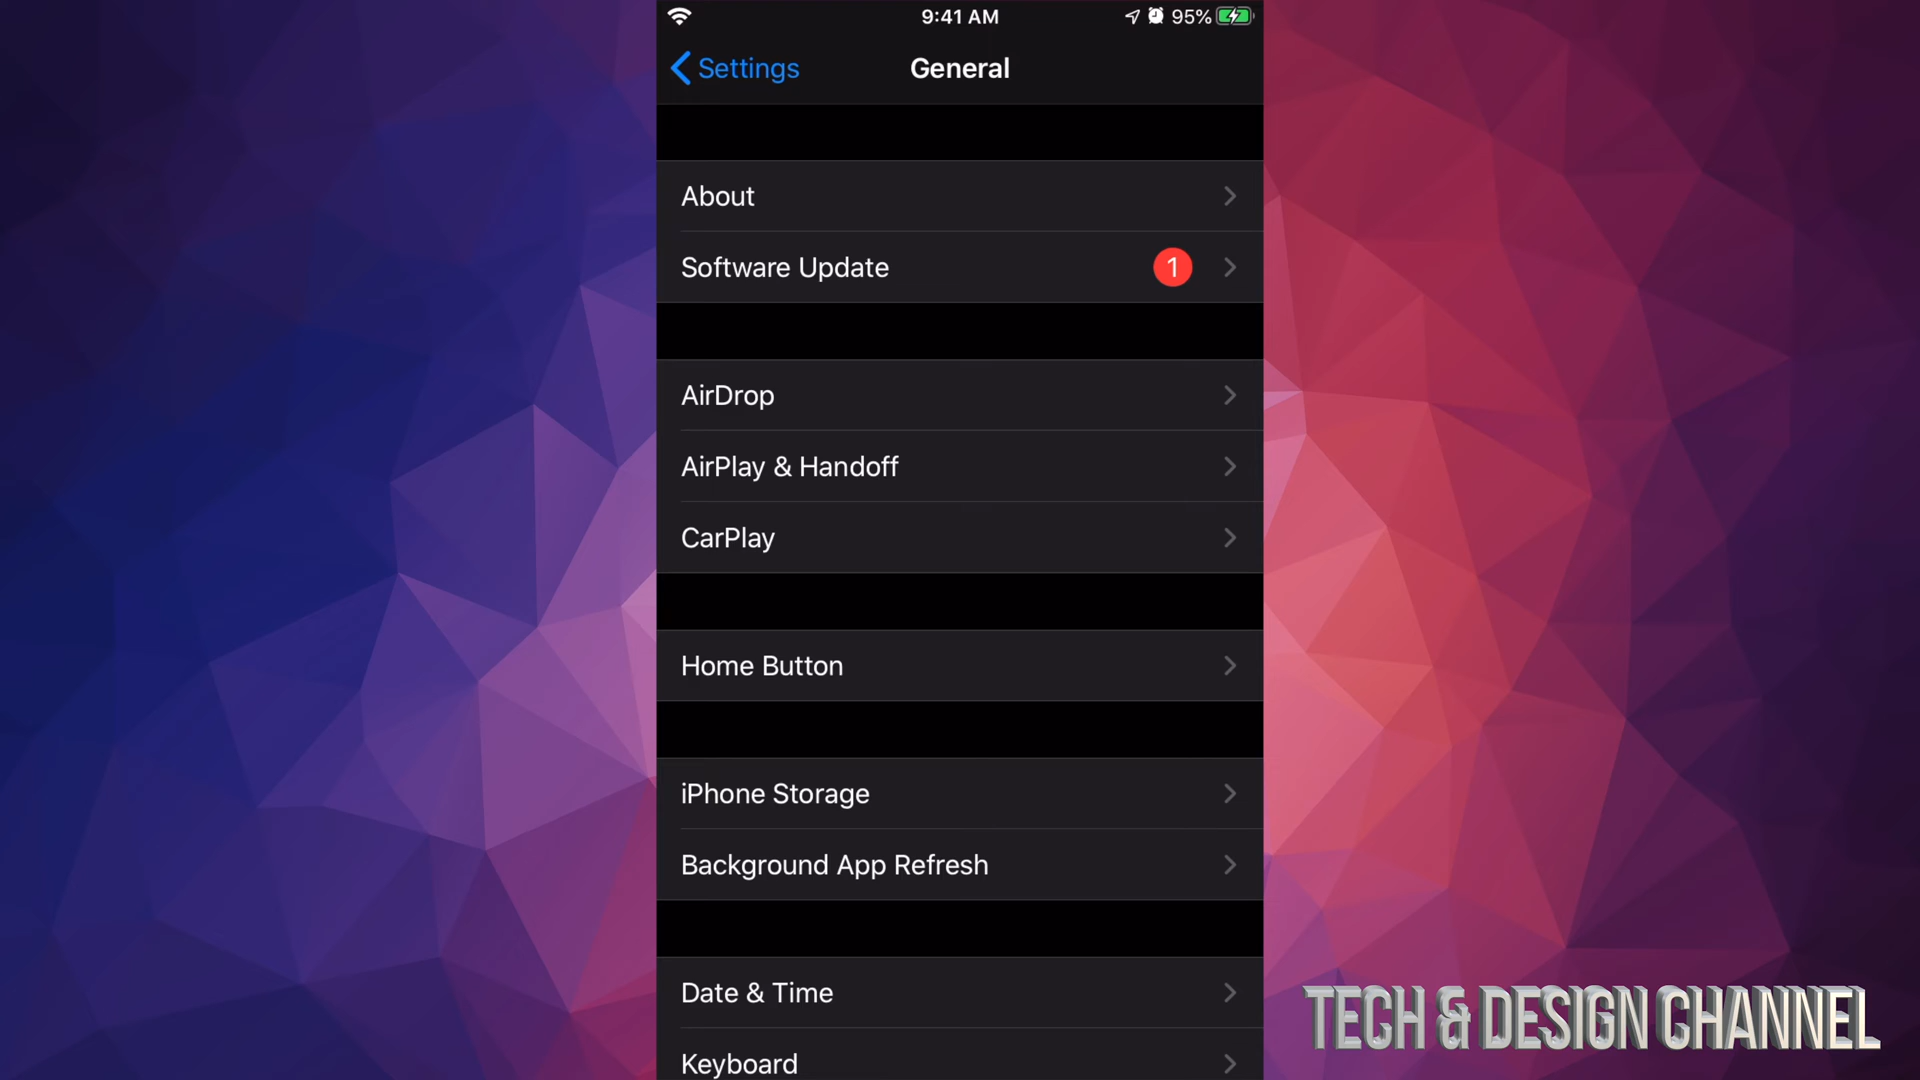 9:41 AM
95%
Settings
General
About
Software Update
1
AirDrop
AirPlay & Handoff
CarPlay
Home Button
iPhone Storage
Background App Refresh
Date & Time
Keyboard
TECH & DESIGN CHANNEL